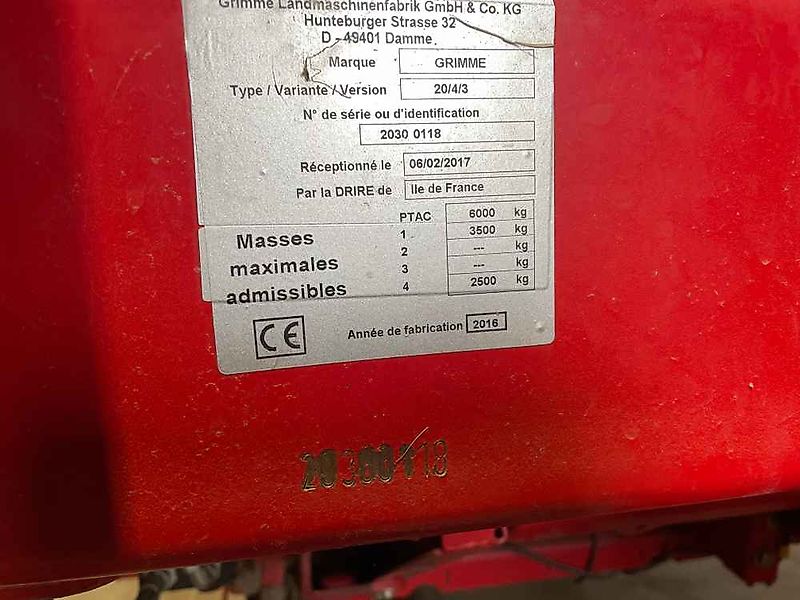 Grimme Landmaschinenfabrik GmbH & Co. KG
Hunteburger Strasse 32
D - 49401 Damme
Marque GRIMME
Type / Variante / Version 20/4/3
N° de série ou d'identification
2030 0118
Réceptionné le 06/02/2017
Par la DRIRE de Ile de France
Masses maximales admissibles
PTAC 6000 kg
1 3500 kg
2 --- kg
3 --- kg
4 2500 kg
CE
Année de fabrication 2016
20300118